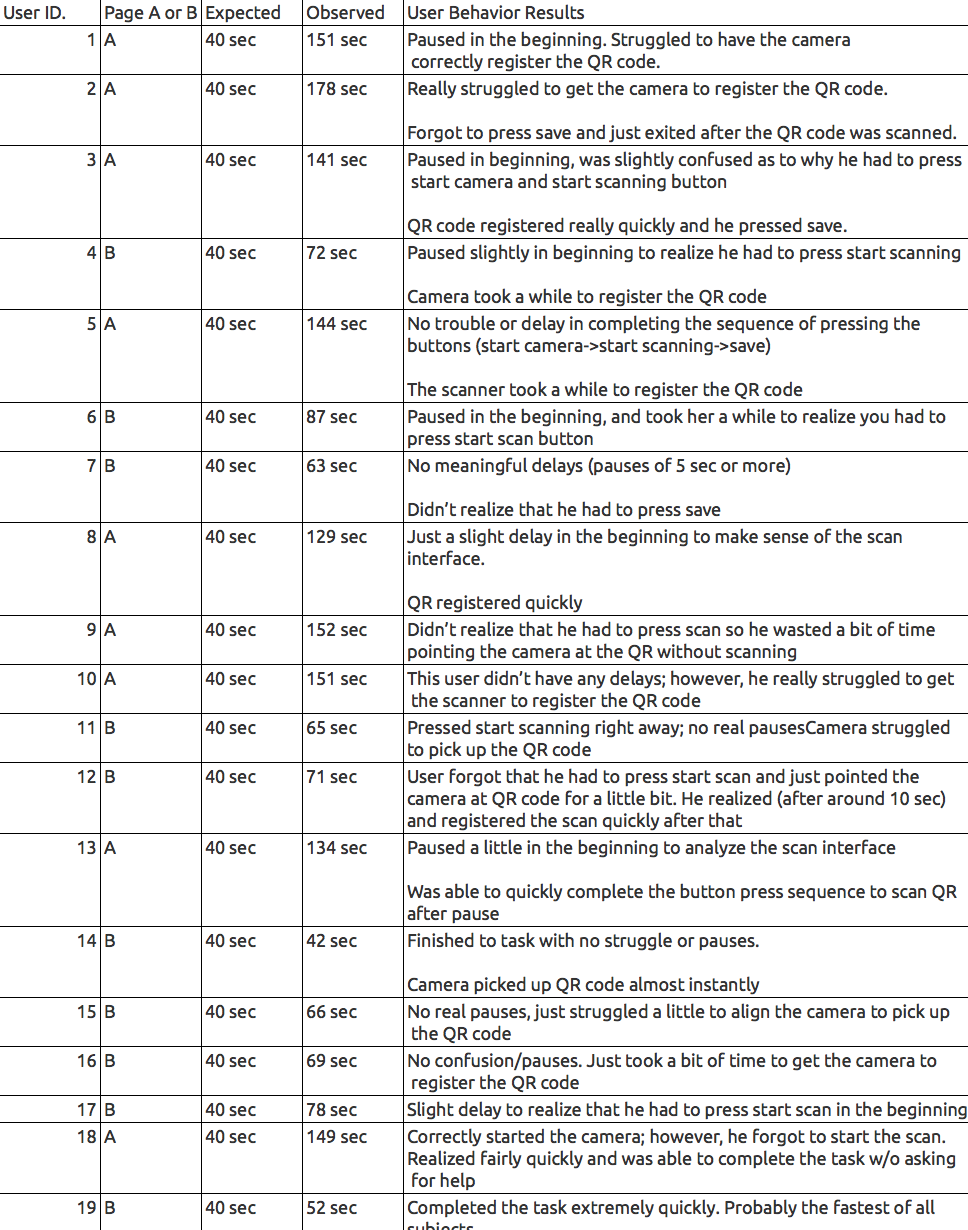 User ID. Page A or B Expected Observed User Behavior Results
1 A 40 sec 151 sec Paused in the beginning. Struggled to have the camera
correctly register the QR code.
2 A 40 sec 178 sec Really struggled to get the camera to register the QR code.
Forgot to press save and just exited after the QR code was scanned.
3 A 40 sec 141 sec Paused in beginning, was slightly confused as to why he had to press
start camera and start scanning button
QR code registered really quickly and he pressed save.
4 B 40 sec 72 sec Paused slightly in beginning to realize he had to press start scanning
Camera took a while to register the QR code
5 A 40 sec 144 sec No trouble or delay in completing the sequence of pressing the
buttons (start camera->start scanning->save)
The scanner took a while to register the QR code
6 B 40 sec 87 sec Paused in the beginning, and took her a while to realize you had to
press start scan button
7 B 40 sec 63 sec No meaningful delays (pauses of 5 sec or more)
Didn’t realize that he had to press save
8 A 40 sec 129 sec Just a slight delay in the beginning to make sense of the scan
interface.
QR registered quickly
9 A 40 sec 152 sec Didn’t realize that he had to press scan so he wasted a bit of time
pointing the camera at the QR without scanning
10 A 40 sec 151 sec This user didn’t have any delays; however, he really struggled to get
the scanner to register the QR code
11 B 40 sec 65 sec Pressed start scanning right away; no real pausesCamera struggled
to pick up the QR code
12 B 40 sec 71 sec User forgot that he had to press start scan and just pointed the
camera at QR code for a little bit. He realized (after around 10 sec)
and registered the scan quickly after that
13 A 40 sec 134 sec Paused a little in the beginning to analyze the scan interface
Was able to quickly complete the button press sequence to scan QR
after pause
14 B 40 sec 42 sec Finished to task with no struggle or pauses.
Camera picked up QR code almost instantly
15 B 40 sec 66 sec No real pauses, just struggled a little to align the camera to pick up
the QR code
16 B 40 sec 69 sec No confusion/pauses. Just took a bit of time to get the camera to
register the QR code
17 B 40 sec 78 sec Slight delay to realize that he had to press start scan in the beginning
18 A 40 sec 149 sec Correctly started the camera; however, he forgot to start the scan.
Realized fairly quickly and was able to complete the task w/o asking
for help
19 B 40 sec 52 sec Completed the task extremely quickly. Probably the fastest of all
subjects